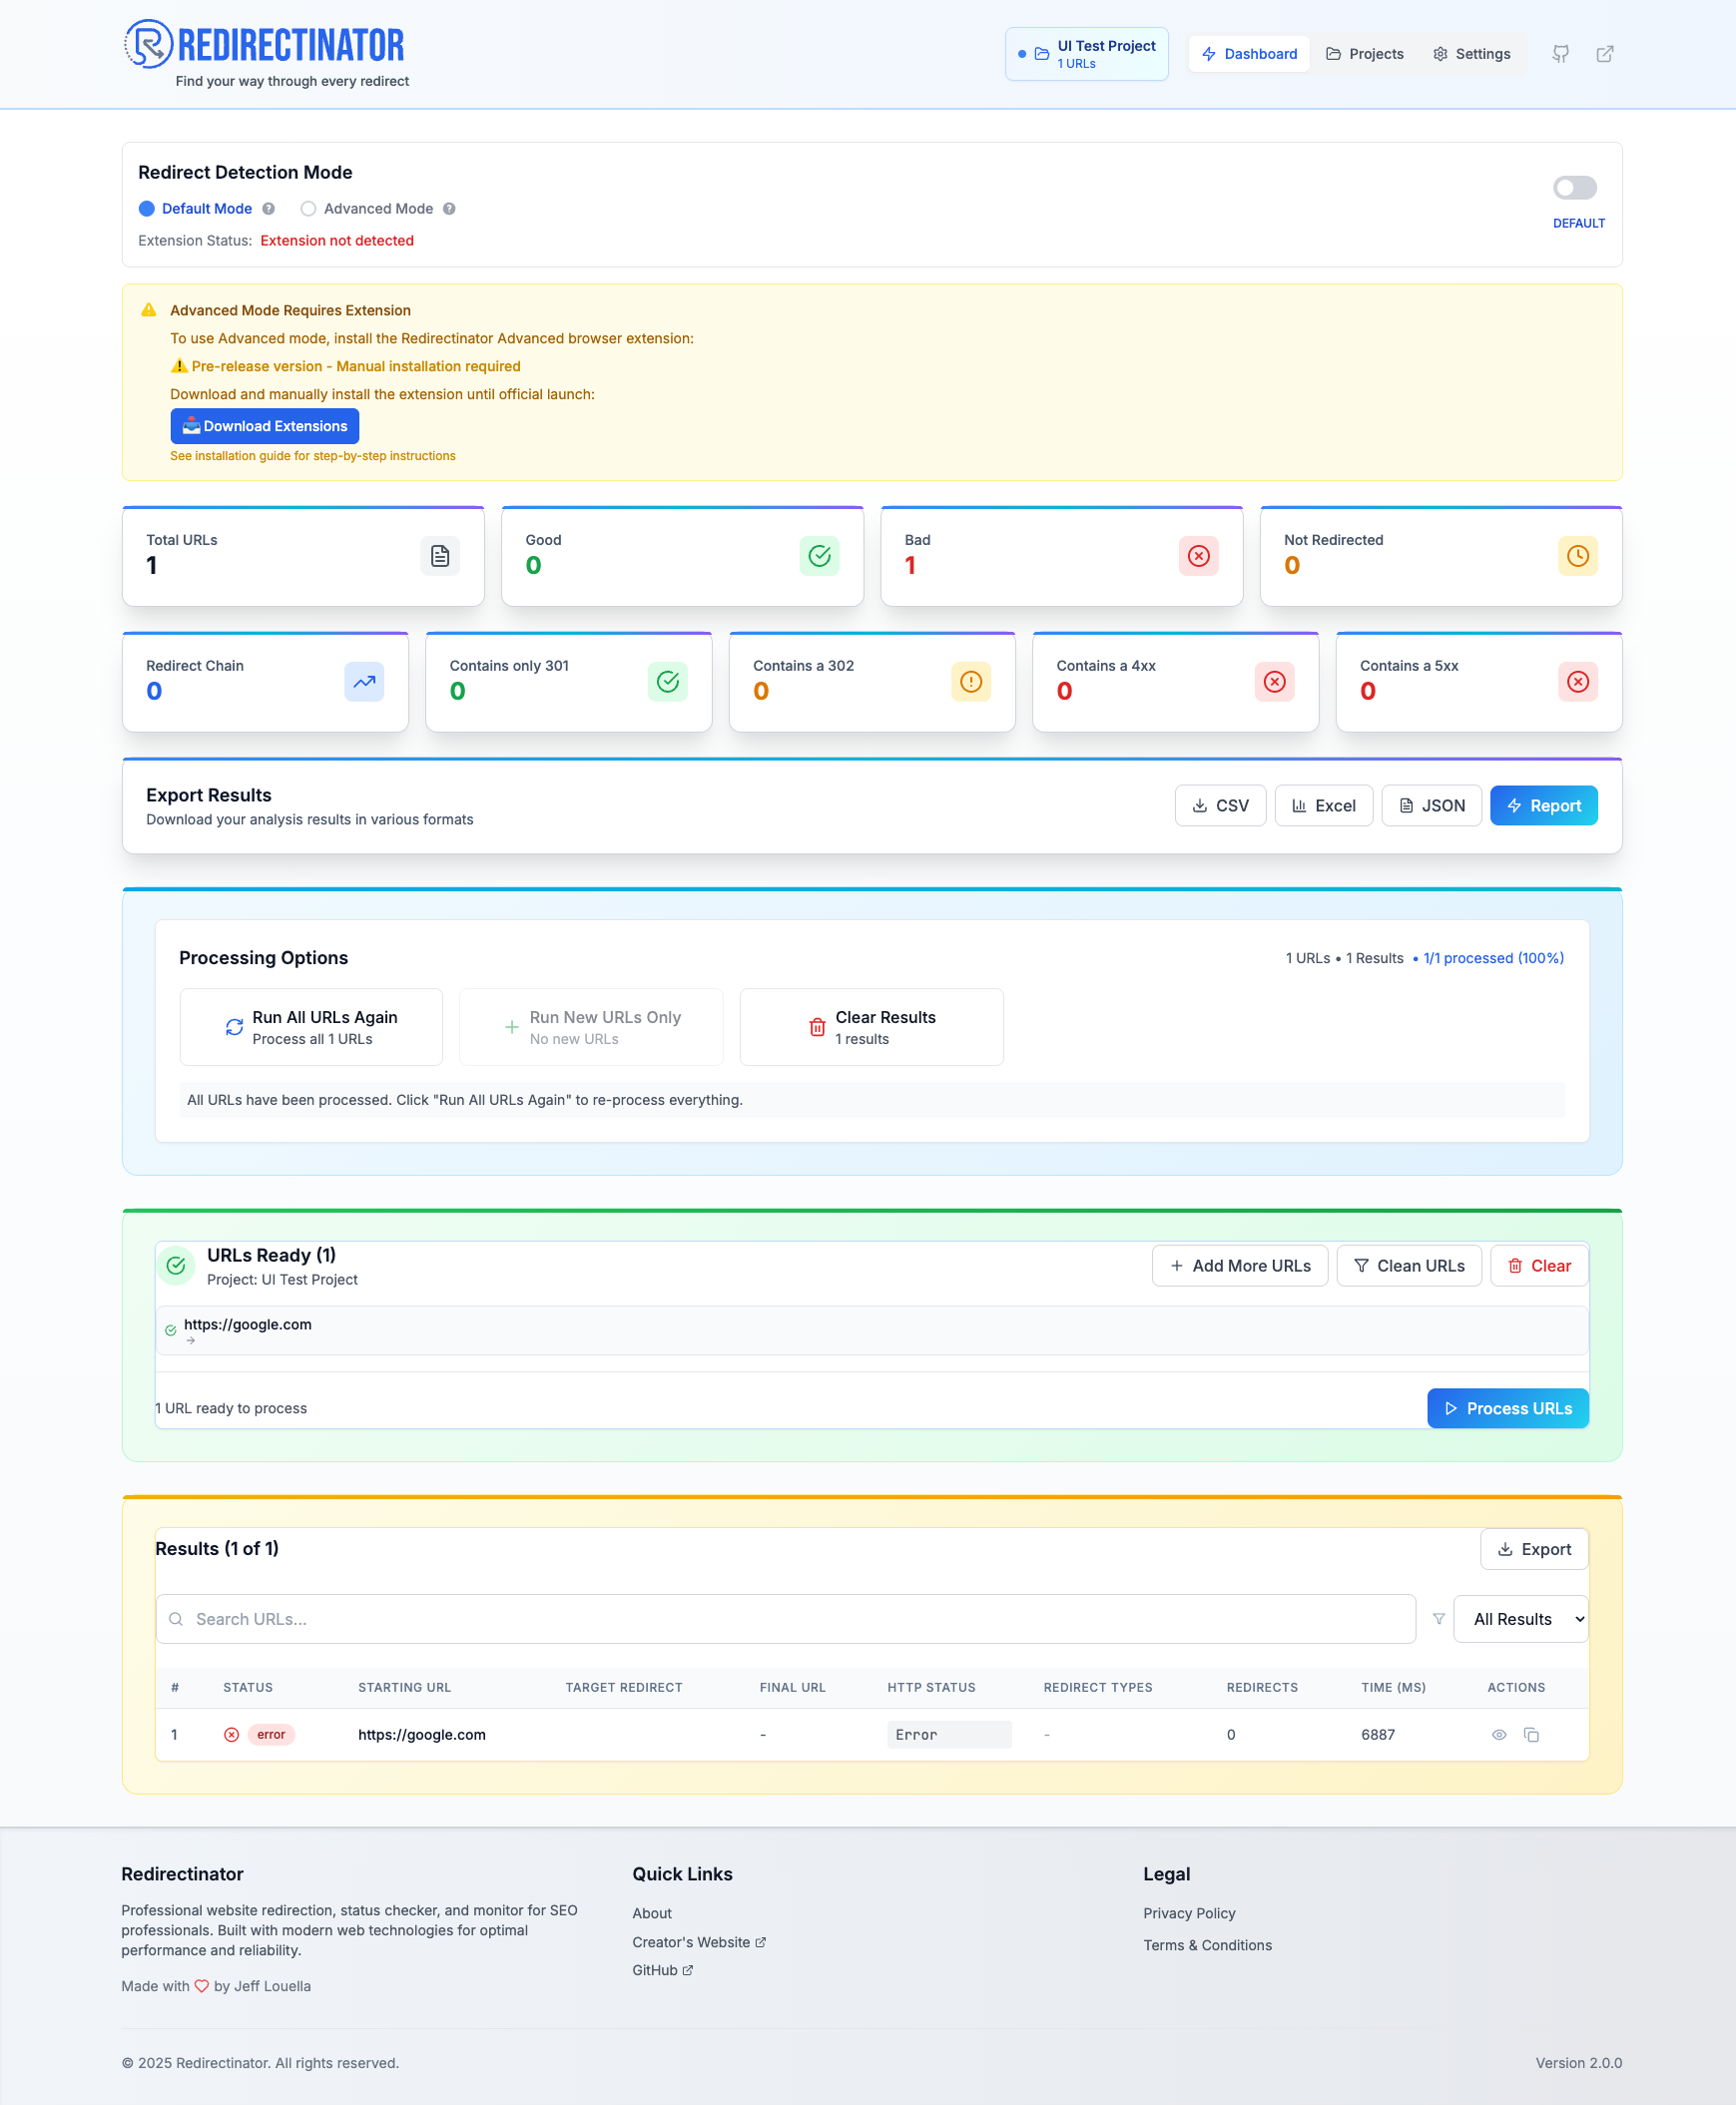 REDIRECTINATOR
Find your way through every redirect
UI Test Project
1 URLs
Dashboard
Projects
Settings
Redirect Detection Mode
Default Mode ?
Advanced Mode ?
Extension Status: Extension not detected
DEFAULT
Advanced Mode Requires Extension
To use Advanced mode, install the Redirectinator Advanced browser extension:
⚠️ Pre-release version - Manual installation required
Download and manually install the extension until official launch:
📥 Download Extensions
See installation guide for step-by-step instructions
Total URLs
1
Good
0
Bad
1
Not Redirected
0
Redirect Chain
0
Contains only 301
0
Contains a 302
0
Contains a 4xx
0
Contains a 5xx
0
Export Results
Download your analysis results in various formats
CSV
Excel
JSON
Report
Processing Options
1 URLs • 1 Results • 1/1 processed (100%)
Run All URLs Again
Process all 1 URLs
Run New URLs Only
No new URLs
Clear Results
1 results
All URLs have been processed. Click "Run All URLs Again" to re-process everything.
URLs Ready (1)
Project: UI Test Project
Add More URLs
Clean URLs
Clear
https://google.com
→
1 URL ready to process
Process URLs
Results (1 of 1)
Export
Search URLs...
All Results
# STATUS STARTING URL TARGET REDIRECT FINAL URL HTTP STATUS REDIRECT TYPES REDIRECTS TIME (MS) ACTIONS
1 error https://google.com - Error - 0 6887
Redirectinator
Professional website redirection, status checker, and monitor for SEO
professionals. Built with modern web technologies for optimal
performance and reliability.
Made with ♡ by Jeff Louella
Quick Links
About
Creator's Website
GitHub
Legal
Privacy Policy
Terms & Conditions
© 2025 Redirectinator. All rights reserved.
Version 2.0.0